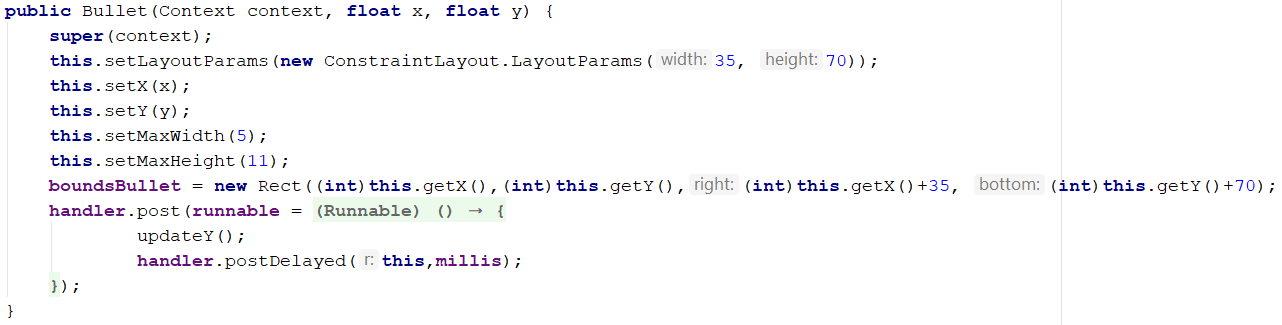 public Bullet(Context context, float x, float y) {
    super(context);
    this.setLayoutParams(new ConstraintLayout.LayoutParams( width: 35,  height: 70));
    this.setX(x);
    this.setY(y);
    this.setMaxWidth(5);
    this.setMaxHeight(11);
    boundsBullet = new Rect((int)this.getX(),(int)this.getY(), right: (int)this.getX()+35,  bottom: (int)this.getY()+70);
    handler.post(runnable = (Runnable) () → {
            updateY();
            handler.postDelayed( r: this,millis);
    });
}